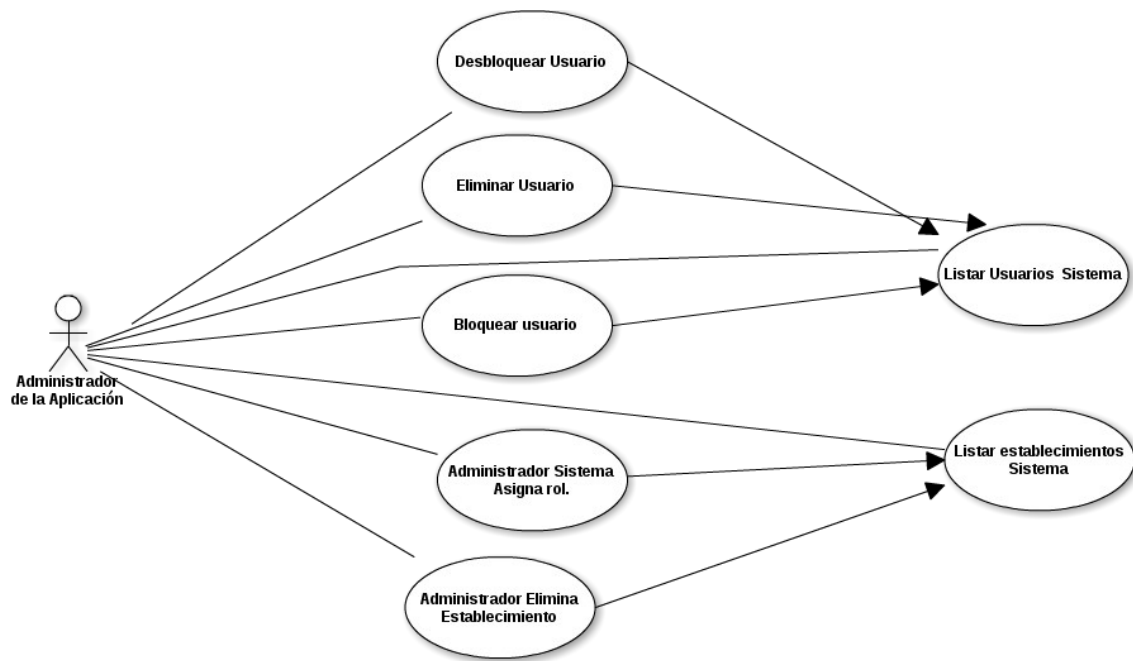 Desbloquear Usuario
Eliminar Usuario
Listar Usuarios  Sistema
Bloquear usuario
Administrador
de la Aplicación
Listar establecimientos
Sistema
Administrador Sistema
Asigna rol.
Administrador Elimina
Establecimiento